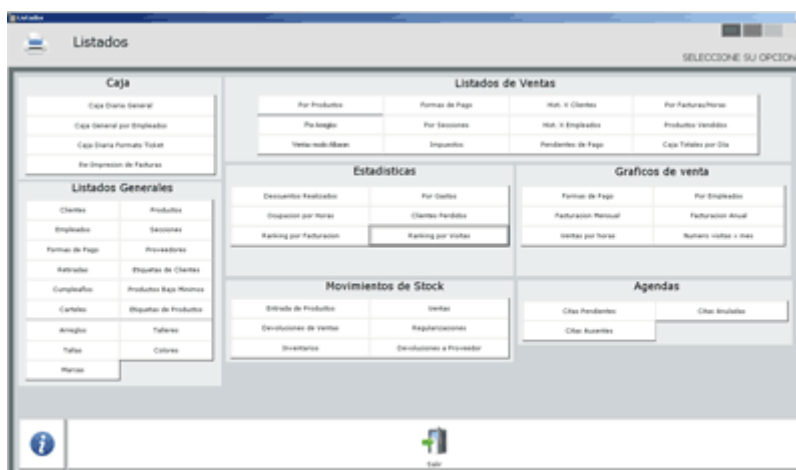 Listados
Listados
SELECCIONE SU OPCION
Caja
Caja Diaria General
Caja General por Empleados
Caja Diaria Formato Ticket
Re-Impresion de Facturas
Listados Generales
Clientes Productos
Empleados Secciones
Formas de Pago Proveedores
Retiradas Etiquetas de Clientes
Cumpleaños Productos Bajo Minimos
Carteles Etiquetas de Productos
Arreglos Talleres
Tallas Colores
Marcas
Listados de Ventas
Por Productos Formas de Pago Hist. X Clientes Por Facturas/Horas
Por Secciones Hist. X Empleados Productos Vendidos
Ventas modo Albaran Impuestos Pendientes de Pago Caja Totales por Dia
Estadisticas
Descuentos Realizados Por Gastos
Ocupacion por Horas Clientes Perdidos
Ranking por Facturacion Ranking por Visitas
Graficos de venta
Formas de Pago Por Empleados
Facturacion Mensual Facturacion Anual
Ventas por horas Numero visitas x mes
Movimientos de Stock
Entrada de Productos Ventas
Devoluciones de Ventas Regularizaciones
Inventarios Devoluciones a Proveedor
Agendas
Citas Pendientes Citas Anuladas
Citas Ausentes
Salir